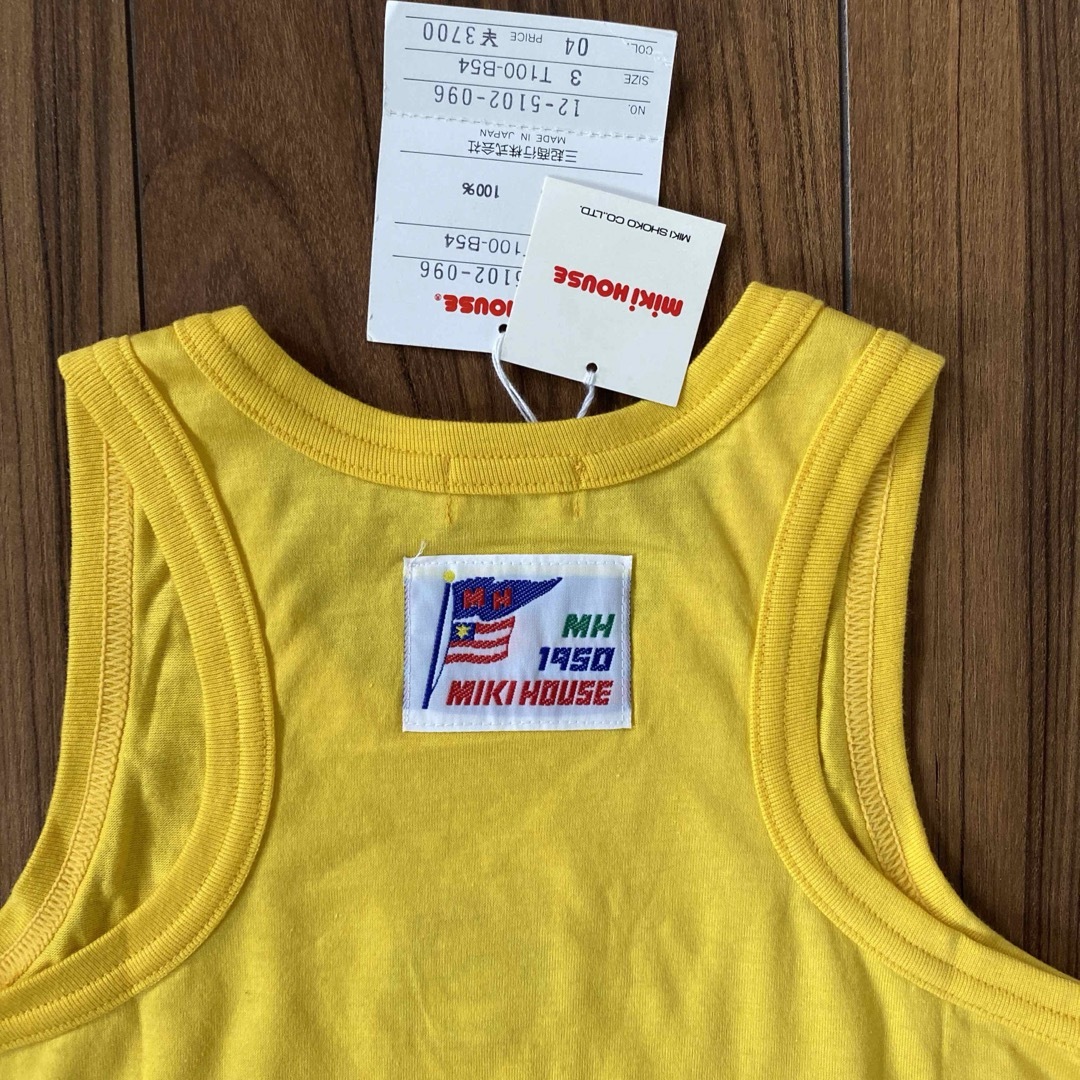 miki HOUSE
MIKI SHOKO CO.,LTD.
HOUSE®
5102-096
T100-B54
100%
三起商行株式会社
MADE IN JAPAN
NO. 12-5102-096
SIZE 3 T100-B54
COL. 04 PRICE ¥3700
MH
MH
1950
MIKI HOUSE